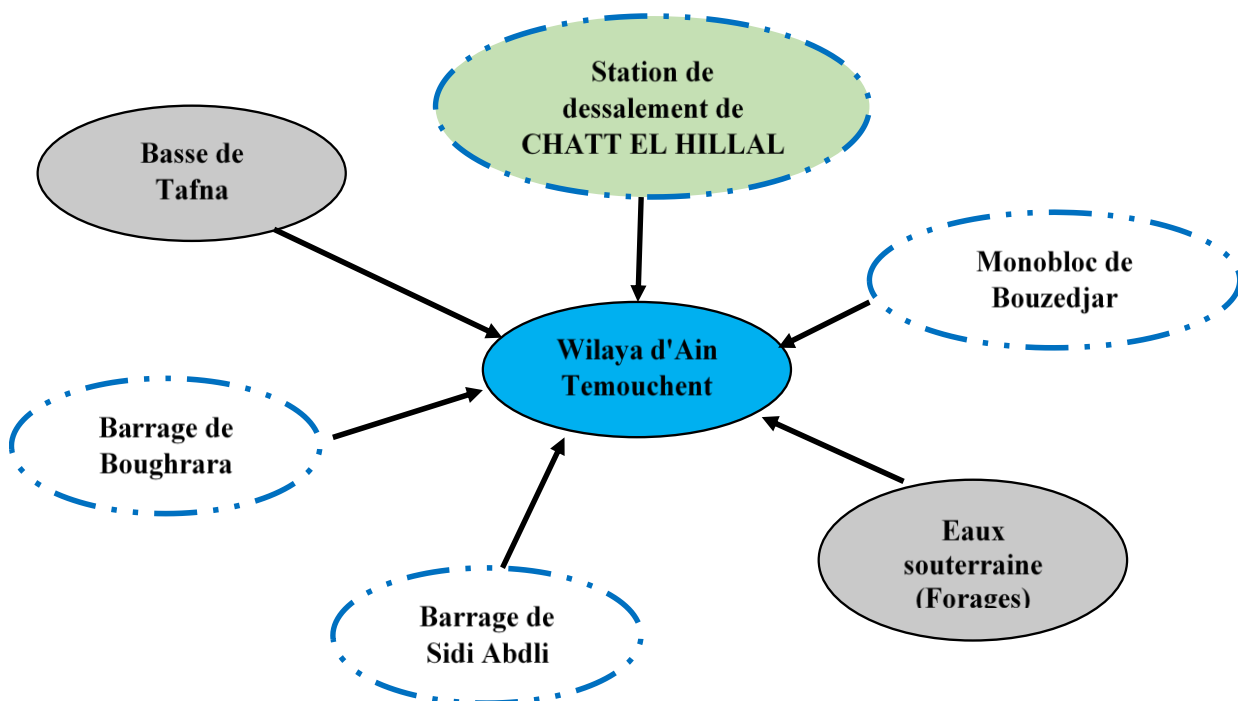 Station de
dessalement de
CHATT EL HILLAL
Basse de
Tafna
Monobloc de
Bouzedjar
Wilaya d'Ain
Temouchent
Barrage de
Boughrara
Eaux
souterraine
(Forages)
Barrage de
Sidi Abdli